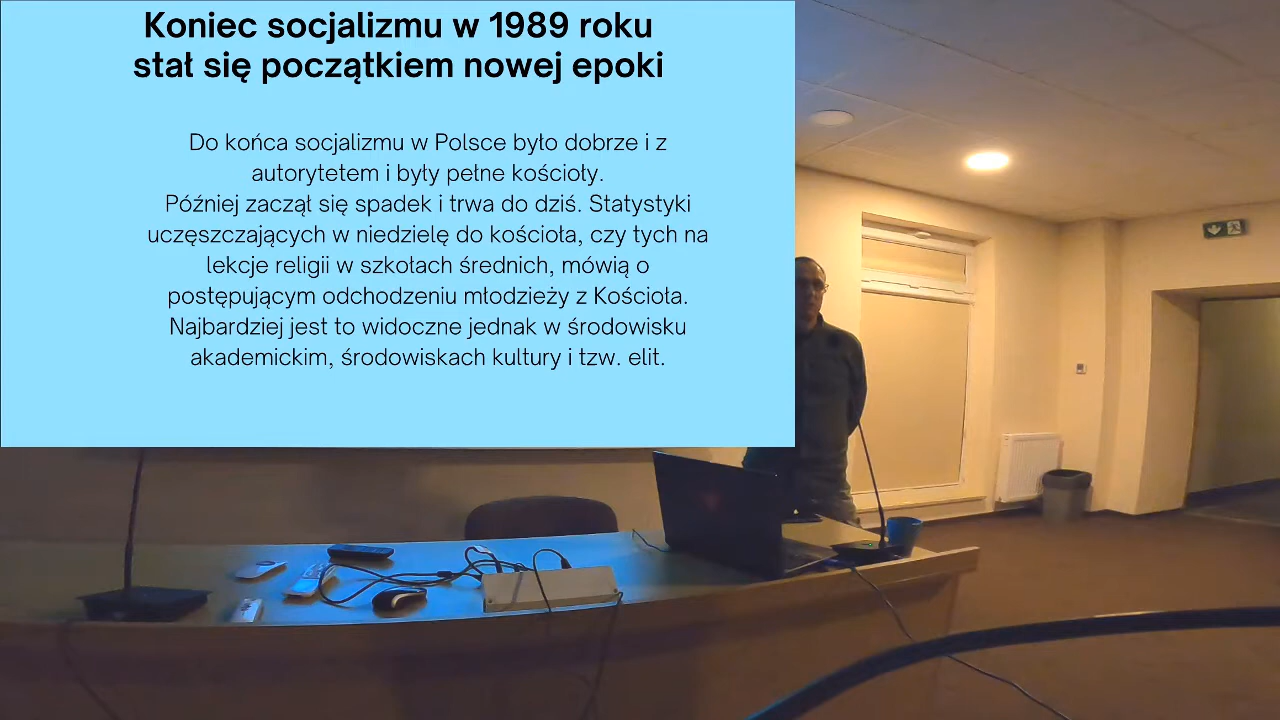 Koniec socjalizmu w 1989 roku
stał się początkiem nowej epoki
Do końca socjalizmu w Polsce było dobrze i z
autorytetem i były pełne kościoły.
Później zaczął się spadek i trwa do dziś. Statystyki
uczęszczających w niedzielę do kościoła, czy tych na
lekcje religii w szkołach średnich, mówią o
postępującym odchodzeniu młodzieży z Kościoła.
Najbardziej jest to widoczne jednak w środowisku
akademickim, środowiskach kultury i tzw. elit.